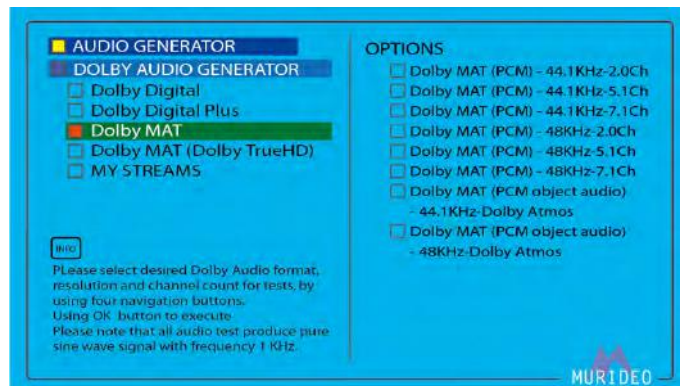 AUDIO GENERATOR
DOLBY AUDIO GENERATOR
Dolby Digital
Dolby Digital Plus
Dolby MAT
Dolby MAT (Dolby TrueHD)
MY STREAMS
INFO
PLease select desired Dolby Audio format,
resolution and channel count for tests, by
using four navigation buttons.
Using OK button to execute
Please note that all audio test produce pure
sine wave signal with frequency 1 KHz.
OPTIONS
Dolby MAT (PCM) - 44.1KHz-2.0Ch
Dolby MAT (PCM) - 44.1KHz-5.1Ch
Dolby MAT (PCM) - 44.1KHz-7.1Ch
Dolby MAT (PCM) - 48KHz-2.0Ch
Dolby MAT (PCM) - 48KHz-5.1Ch
Dolby MAT (PCM) - 48KHz-7.1Ch
Dolby MAT (PCM object audio)
- 44.1KHz-Dolby Atmos
Dolby MAT (PCM object audio)
- 48KHz-Dolby Atmos
MURIDEO